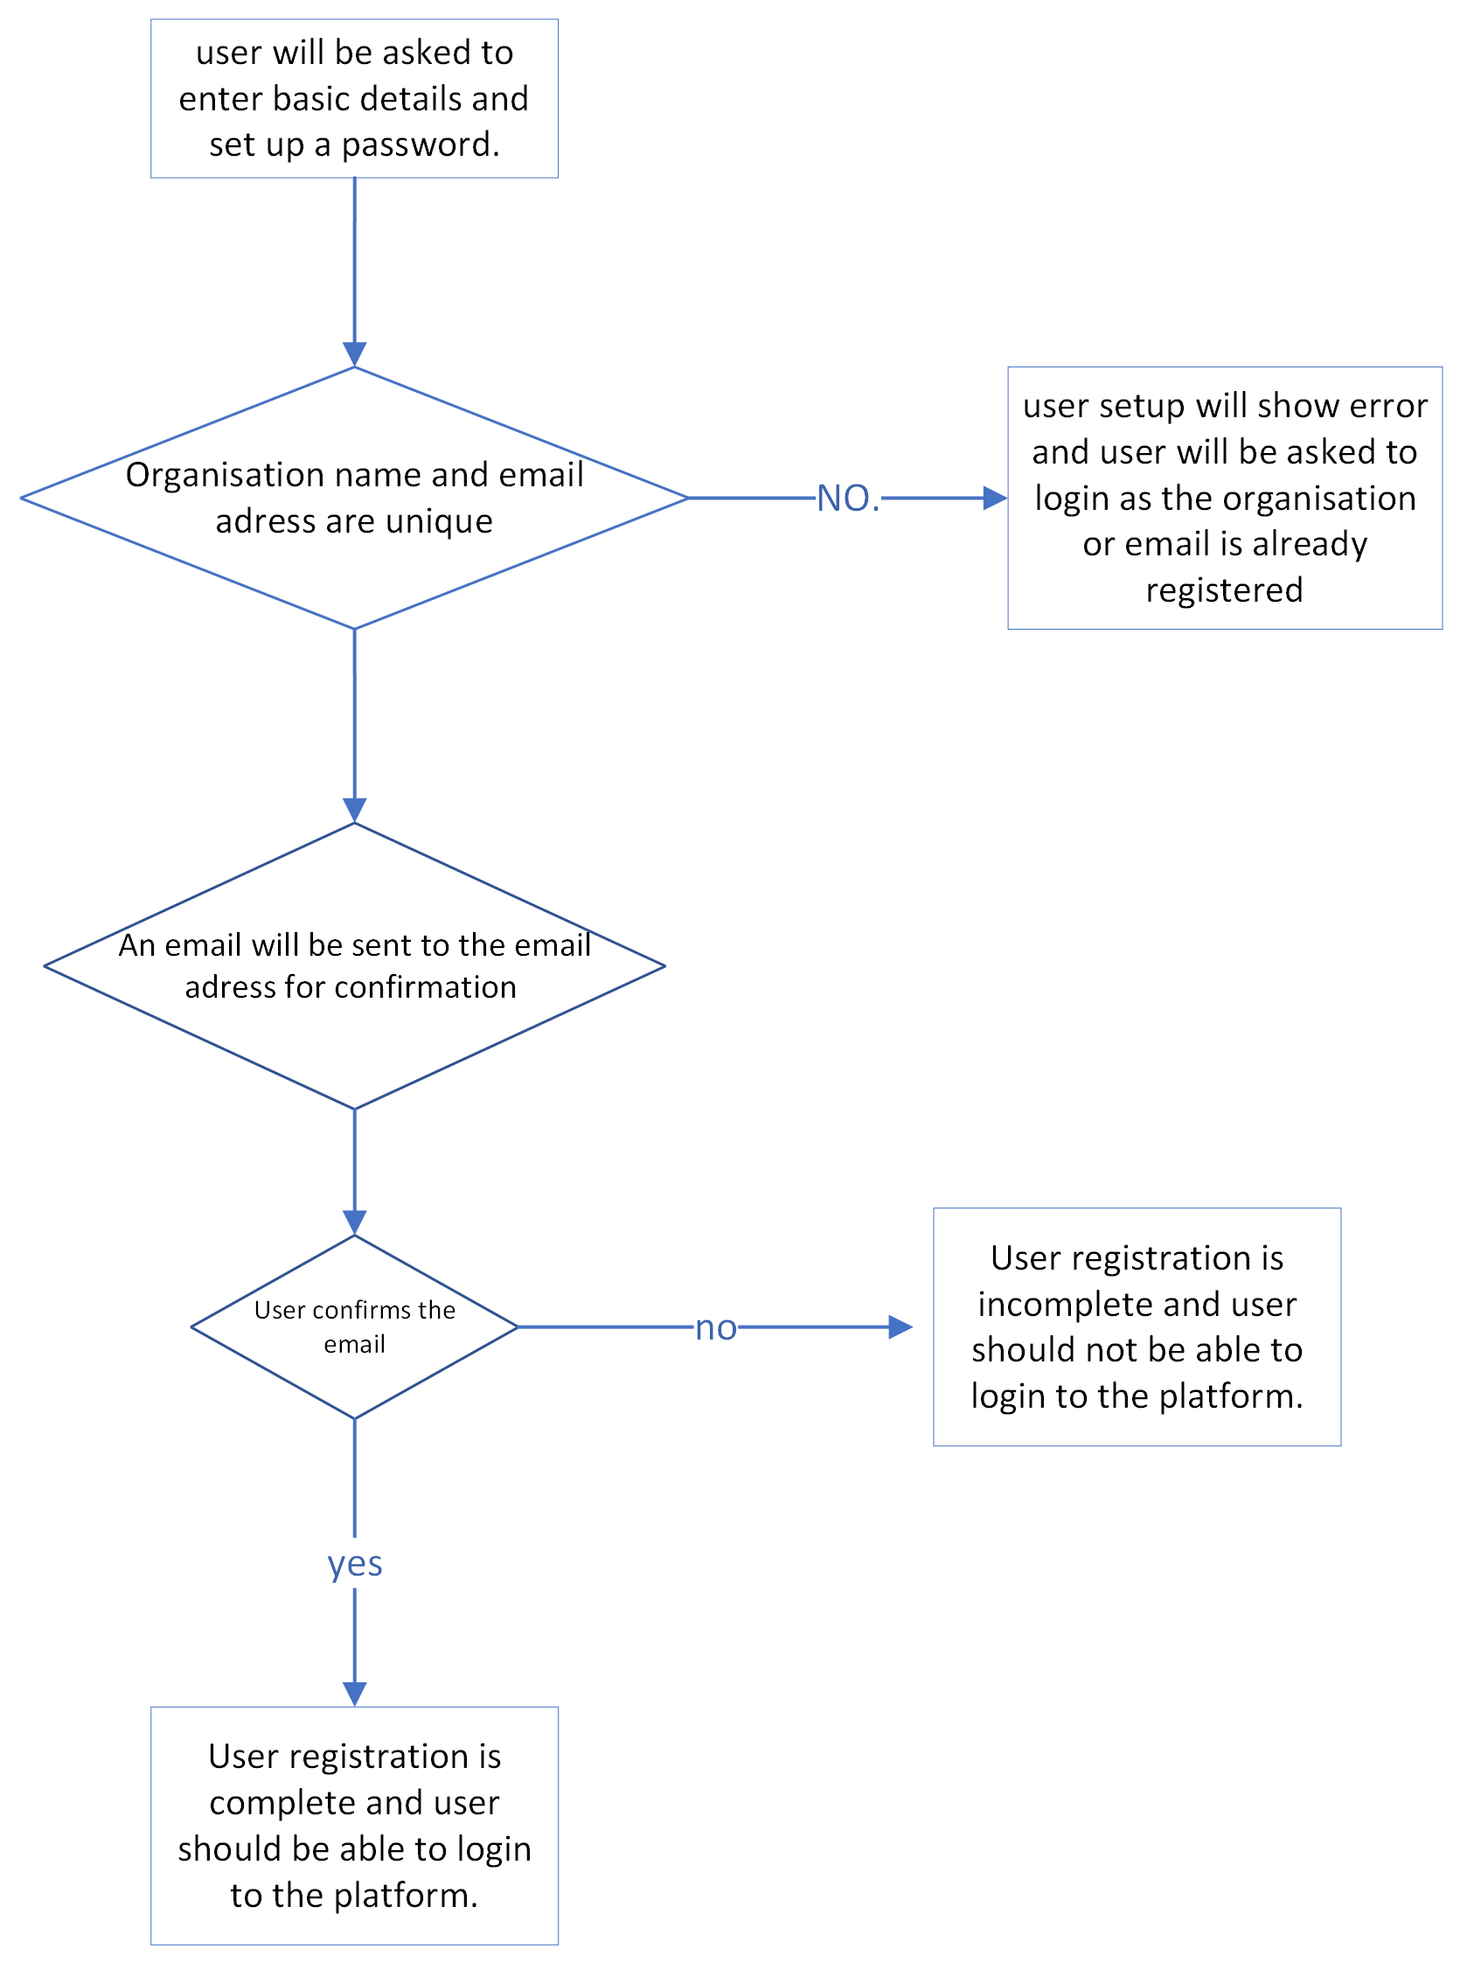 user will be asked to
enter basic details and
set up a password.
Organisation name and email
adress are unique
NO.
user setup will show error
and user will be asked to
login as the organisation
or email is already
registered
An email will be sent to the email
adress for confirmation
User confirms the
email
no
User registration is
incomplete and user
should not be able to
login to the platform.
yes
User registration is
complete and user
should be able to login
to the platform.